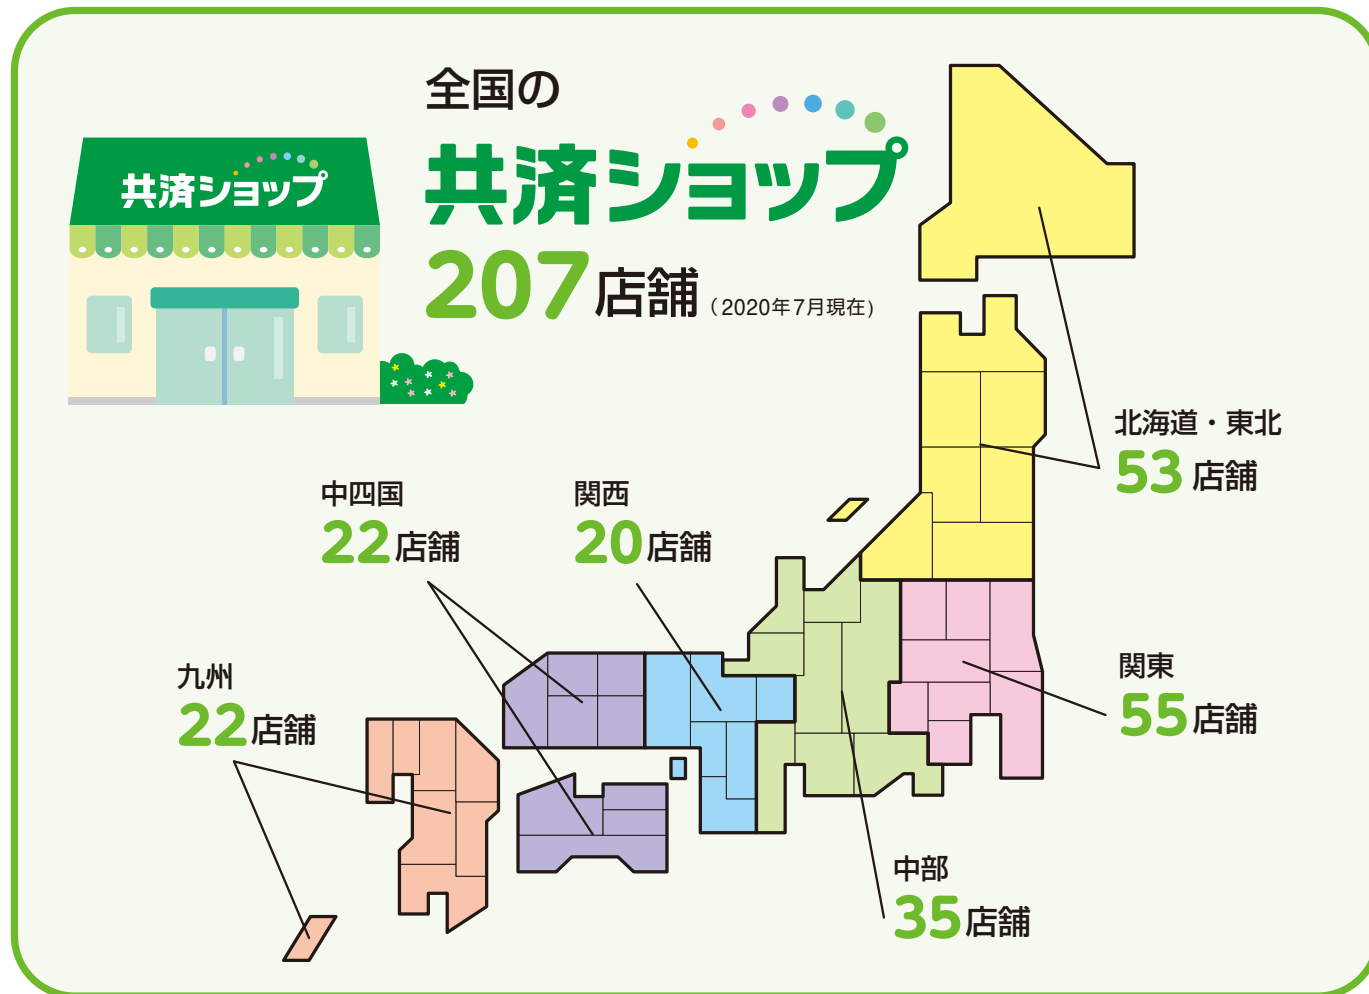 全国の
共済ショップ
207店舗(2020年7月現在)
共済ショップ
北海道・東北
53店舗
中四国
22店舗
関西
20店舗
九州
22店舗
関東
55店舗
中部
35店舗